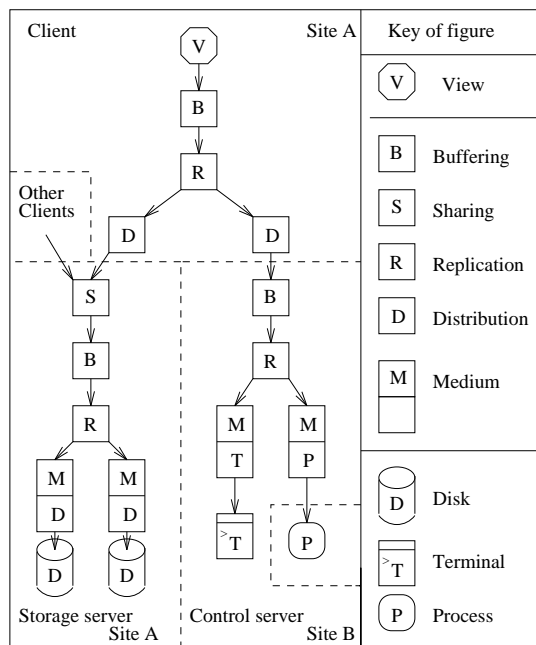 Client
Site A
Key of figure
V
V
View
B
B
Buffering
R
Other
Clients
S
Sharing
D
D
R
Replication
S
B
D
Distribution
B
R
R
M
M
M
Medium
T
P
M
M
D
D
D
Disk
>T
P
D
D
>T
Terminal
Storage server
Site A
Control server
Site B
P
Process